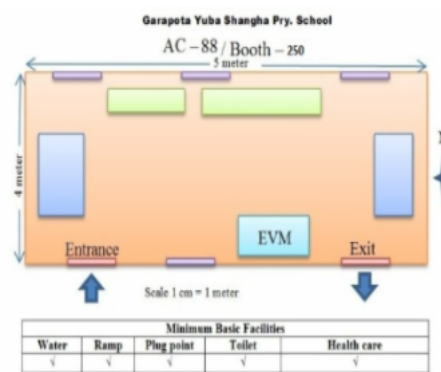 Garapota Yuba Shangha Pry. School
AC – 88 / Booth – 250
5 meter
4 meter
Entrance
EVM
Exit
Scale 1 cm = 1 meter
Minimum Basic Facilities
Water Ramp Plug point Toilet Health care
√ √ √ √ √